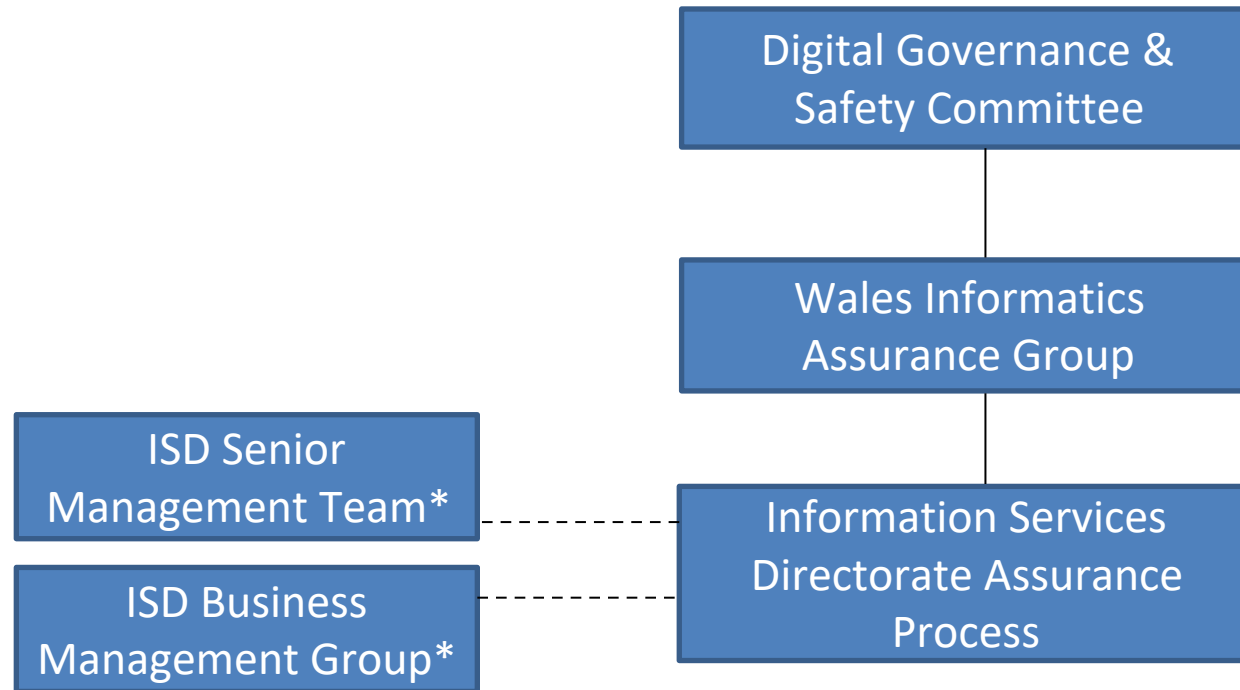 Digital Governance &
Safety Committee
Wales Informatics
Assurance Group
ISD Senior
Management Team*
Information Services
Directorate Assurance
Process
ISD Business
Management Group*